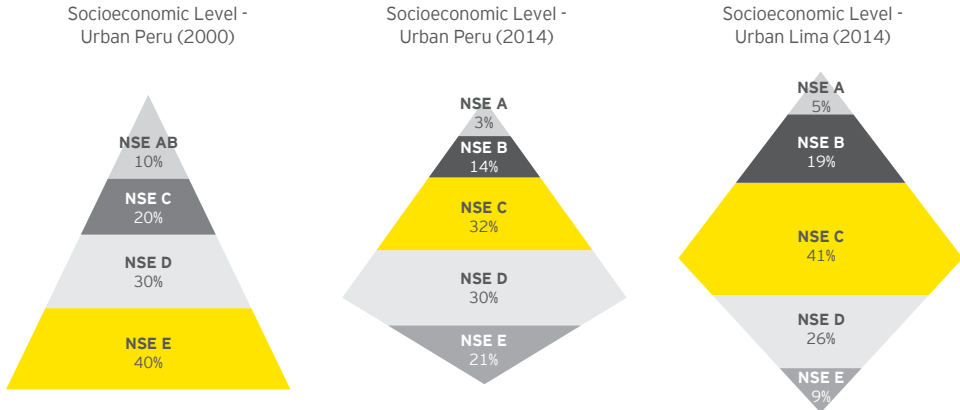 Socioeconomic Level -
Urban Peru (2000)
NSE AB
10%
NSE C
20%
NSE D
30%
NSE E
40%
Socioeconomic Level -
Urban Peru (2014)
NSE A
3%
NSE B
14%
NSE C
32%
NSE D
30%
NSE E
21%
Socioeconomic Level -
Urban Lima (2014)
NSE A
5%
NSE B
19%
NSE C
41%
NSE D
26%
NSE E
9%